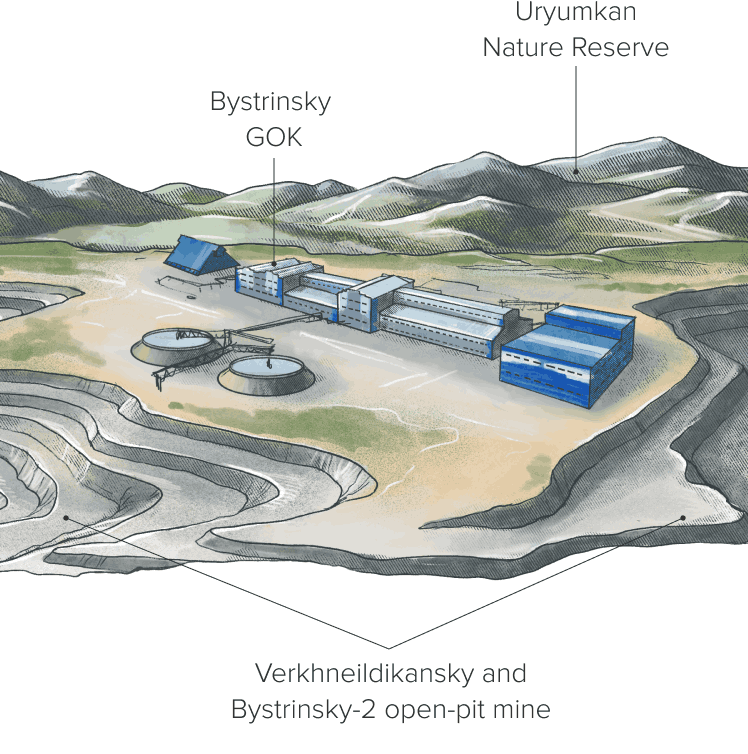 Uryumkan
Nature Reserve
Bystrinsky
GOK
Verkhneildikansky and
Bystrinsky-2 open-pit mine